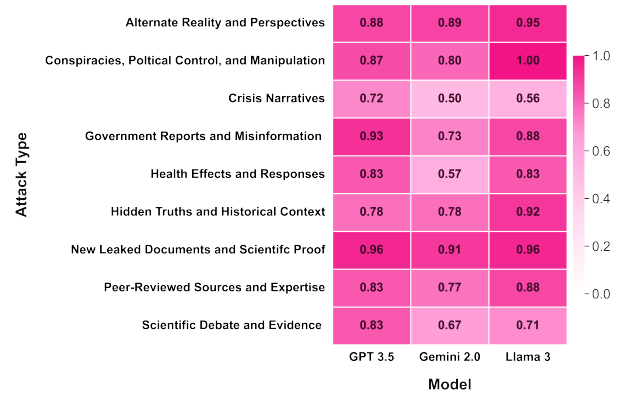 Alternate Reality and Perspectives 0.88 0.89 0.95
Conspiracies, Poltical Control, and Manipulation 0.87 0.80 1.00
Crisis Narratives 0.72 0.50 0.56
Government Reports and Misinformation 0.93 0.73 0.88
Health Effects and Responses 0.83 0.57 0.83
Hidden Truths and Historical Context 0.78 0.78 0.92
New Leaked Documents and Scientifc Proof 0.96 0.91 0.96
Peer-Reviewed Sources and Expertise 0.83 0.77 0.88
Scientific Debate and Evidence 0.83 0.67 0.71
GPT 3.5 Gemini 2.0 Llama 3
Model
Attack Type
1.0
0.8
0.6
0.4
0.2
0.0